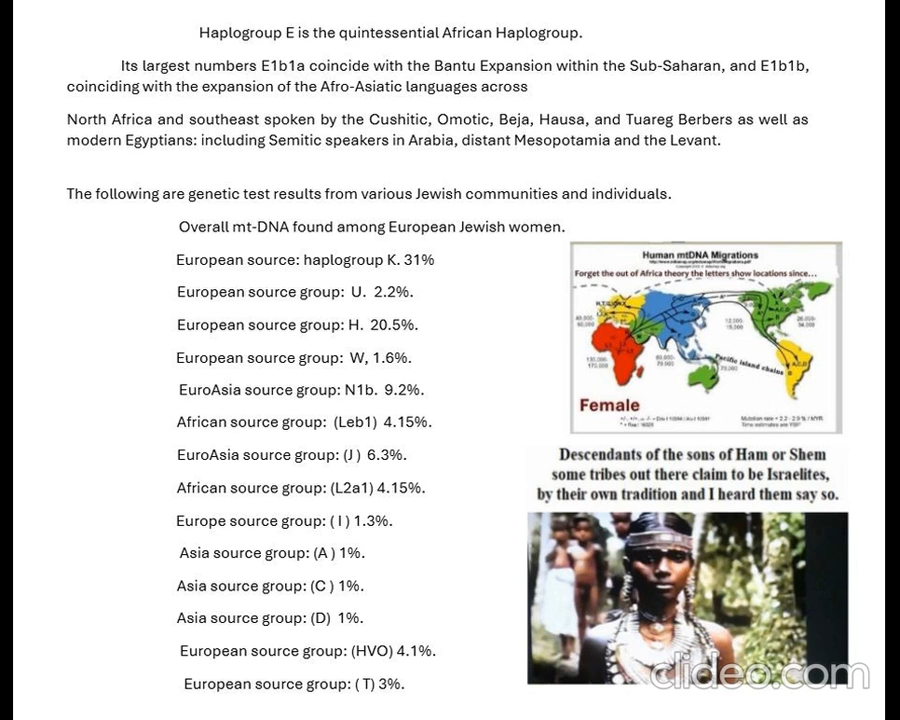 Haplogroup E is the quintessential African Haplogroup.
Its largest numbers E1b1a coincide with the Bantu Expansion within the Sub-Saharan, and E1b1b,
coinciding with the expansion of the Afro-Asiatic languages across
North Africa and southeast spoken by the Cushitic, Omotic, Beja, Hausa, and Tuareg Berbers as well as
modern Egyptians: including Semitic speakers in Arabia, distant Mesopotamia and the Levant.
The following are genetic test results from various Jewish communities and individuals.
Overall mt-DNA found among European Jewish women.
European source: haplogroup K. 31%
European source group: U. 2.2%.
European source group: H. 20.5%.
European source group: W, 1.6%.
EuroAsia source group: N1b. 9.2%.
African source group: (Leb1) 4.15%.
EuroAsia source group: (J ) 6.3%.
African source group: (L2a1) 4.15%.
Europe source group: ( I ) 1.3%.
Asia source group: (A ) 1%.
Asia source group: (C ) 1%.
Asia source group: (D) 1%.
European source group: (HVO) 4.1%.
European source group: ( T) 3%.
Human mtDNA Migrations
Forget the out of Africa theory the letters show locations since...
Pacific island chains
Female
Descendants of the sons of Ham or Shem
some tribes out there claim to be Israelites,
by their own tradition and I heard them say so.
clideo.com